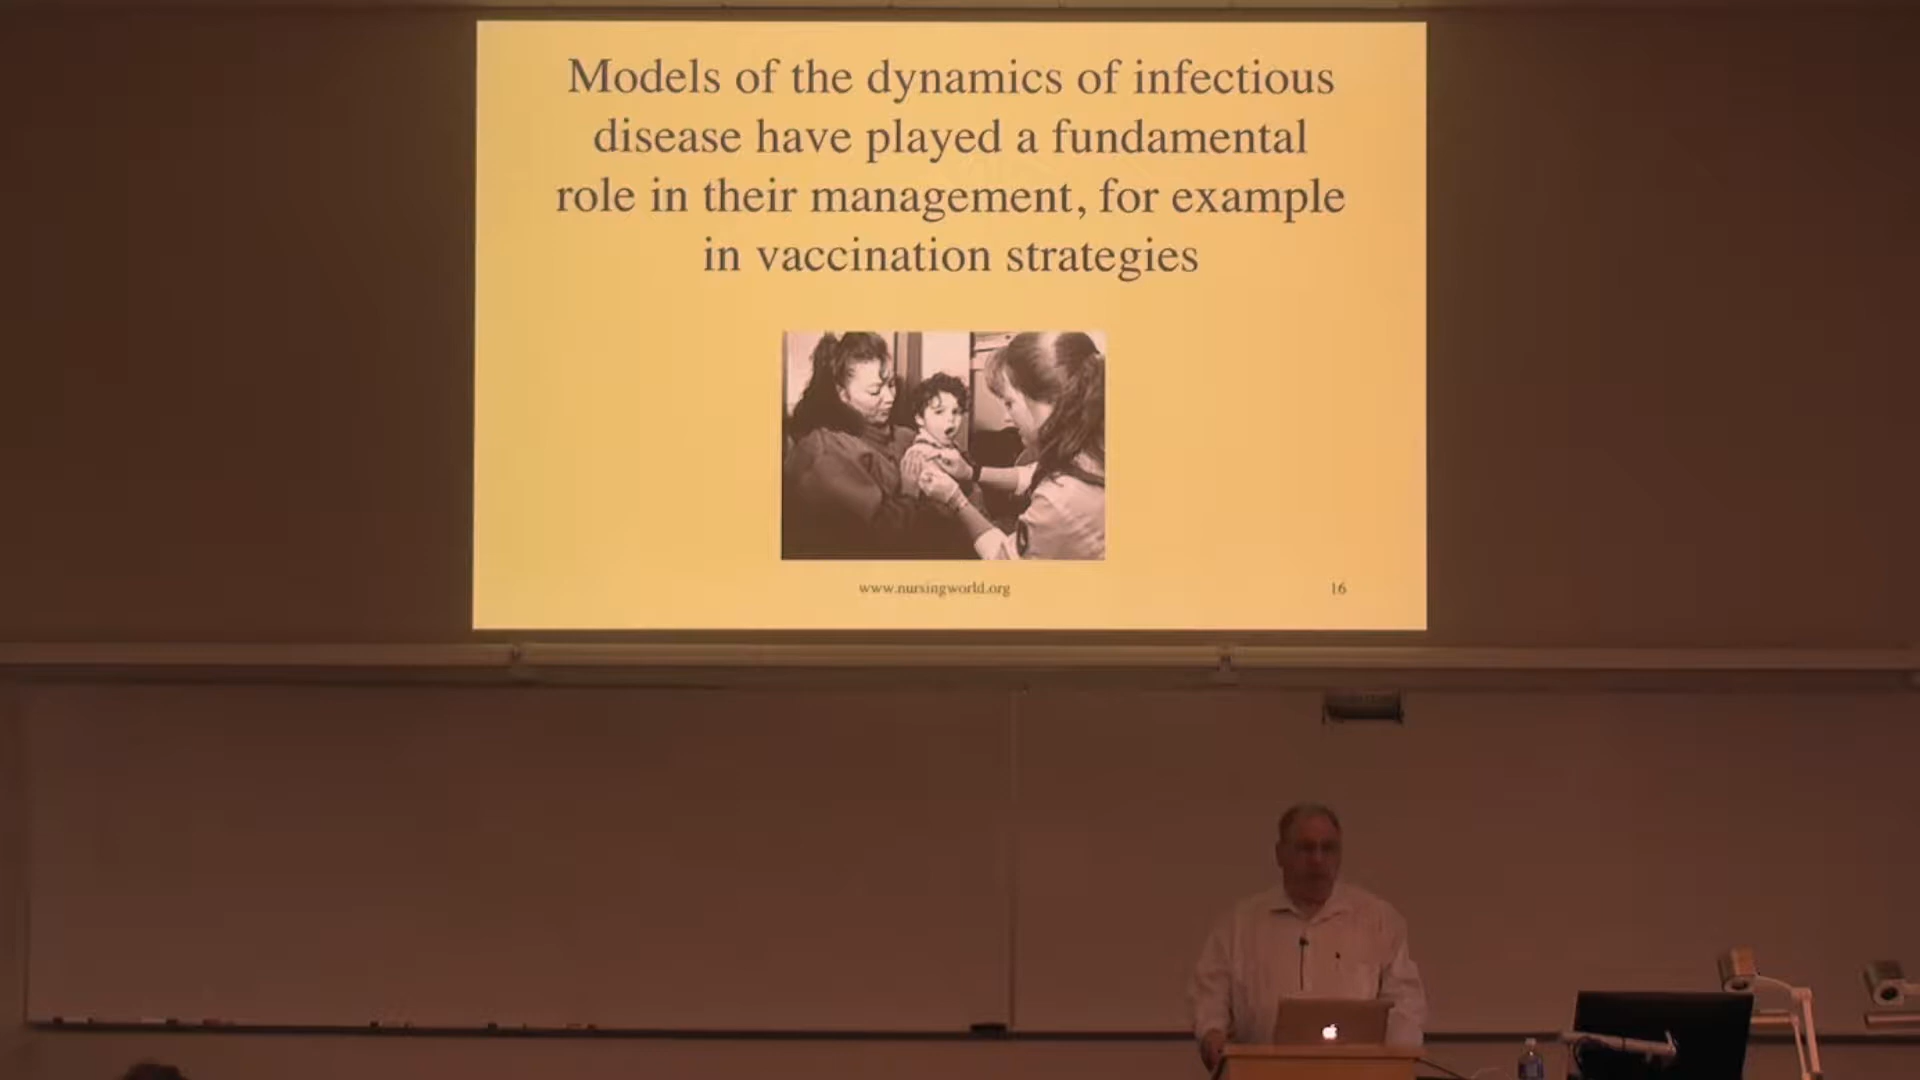 Models of the dynamics of infectious
disease have played a fundamental
role in their management, for example
in vaccination strategies
www.nursingworld.org
16